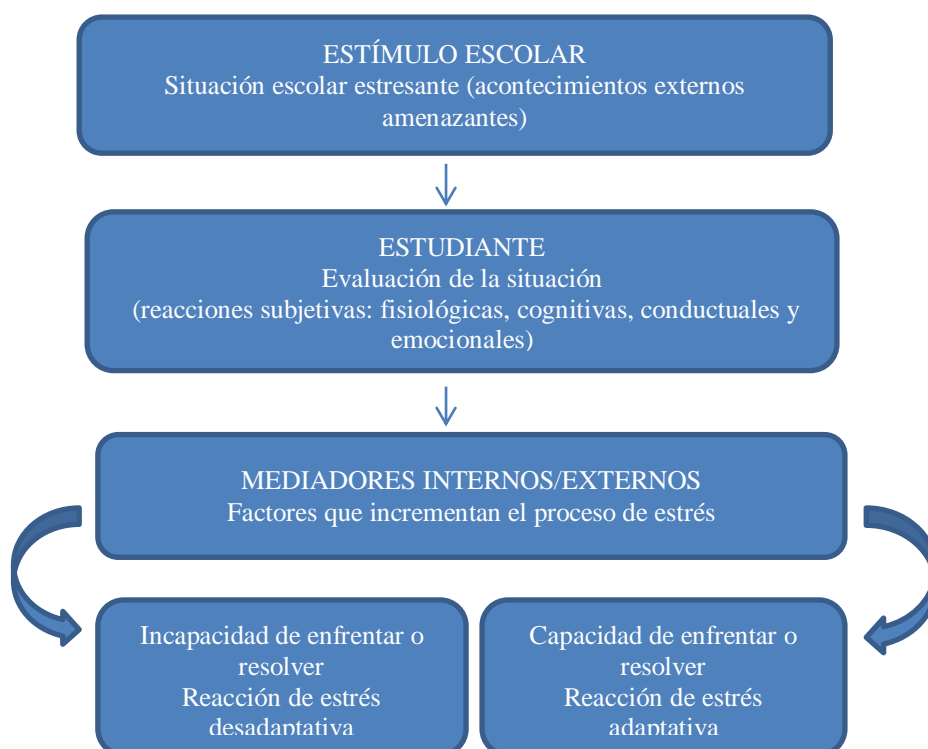 ESTÍMULO ESCOLAR
Situación escolar estresante (acontecimientos externos
amenazantes)
ESTUDIANTE
Evaluación de la situación
(reacciones subjetivas: fisiológicas, cognitivas, conductuales y
emocionales)
MEDIADORES INTERNOS/EXTERNOS
Factores que incrementan el proceso de estrés
Incapacidad de enfrentar o
resolver
Reacción de estrés
desadaptativa
Capacidad de enfrentar o
resolver
Reacción de estrés
adaptativa